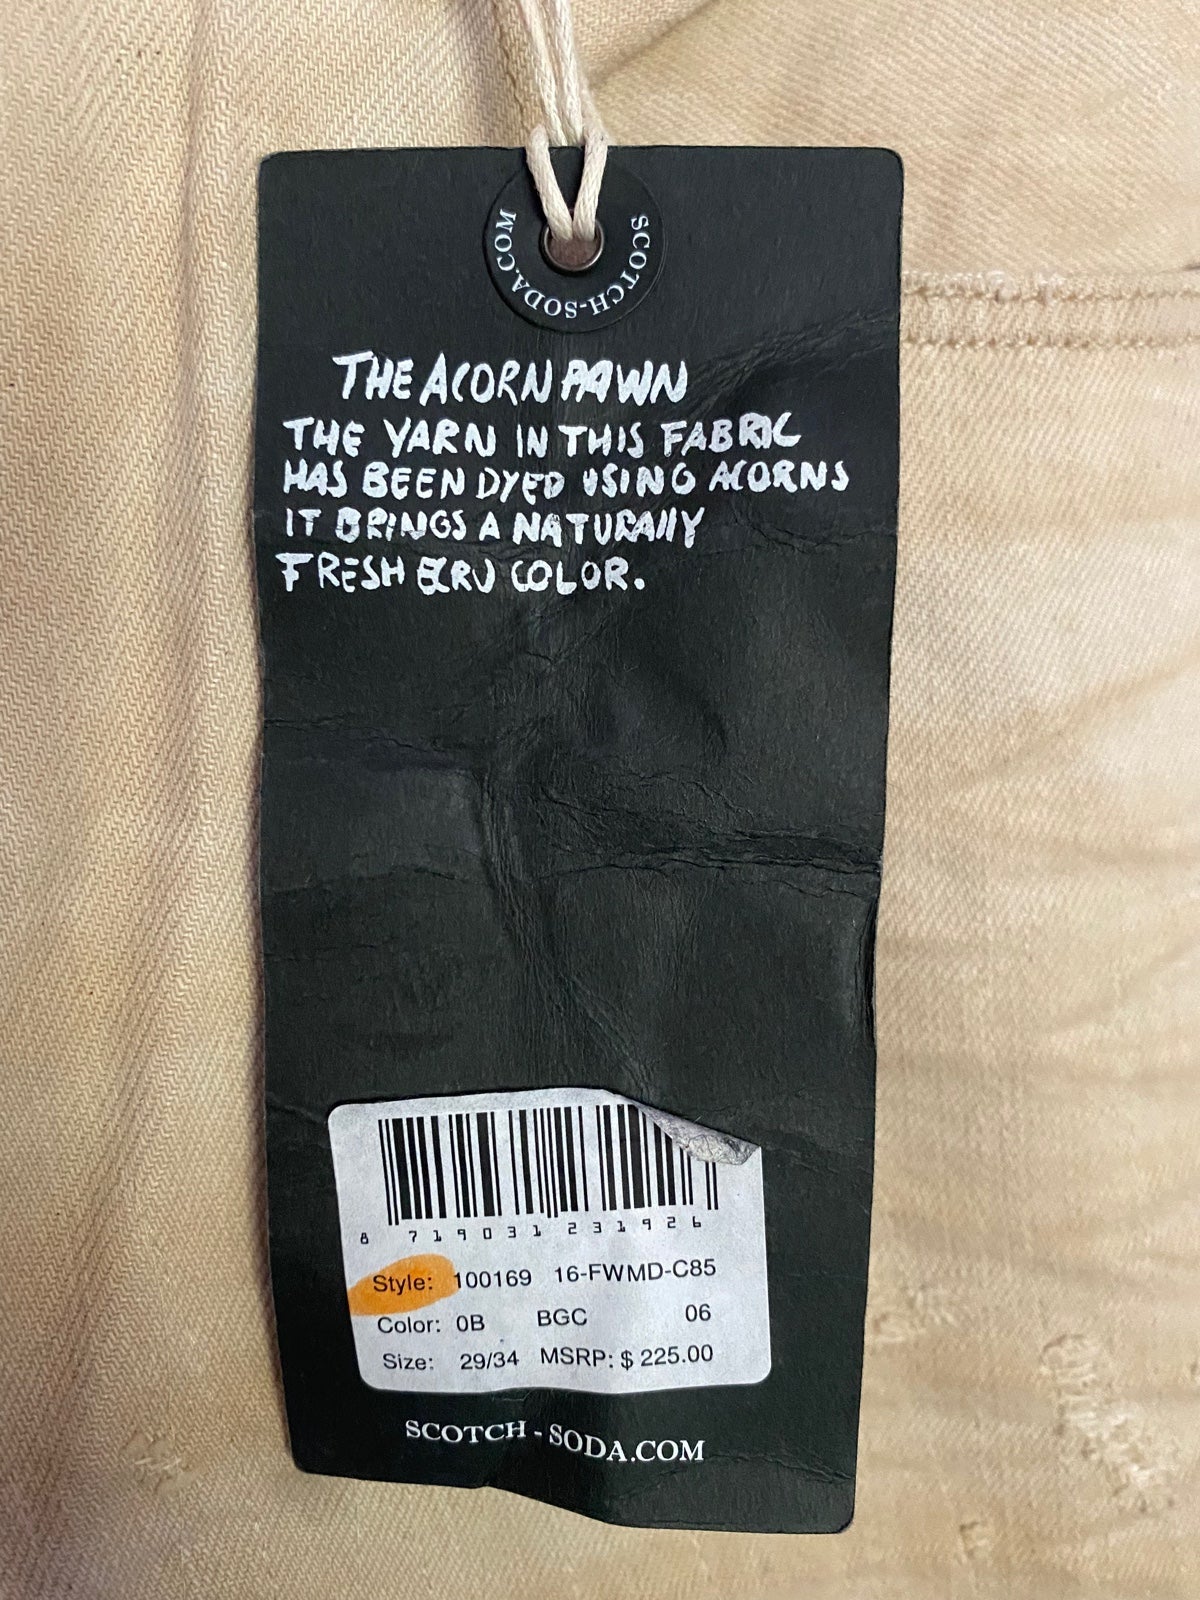 SCOTCH-SODA.COM
THE ACORN PAWN
THE YARN IN THIS FABRIC
HAS BEEN DYED USING ACORNS
IT BRINGS A NATURALLY
FRESH ECRU COLOR.
8 719031 231926
Style: 100169 16-FWMD-C85
Color: 0B BGC 06
Size: 29/34 MSRP: $ 225.00
SCOTCH - SODA.COM